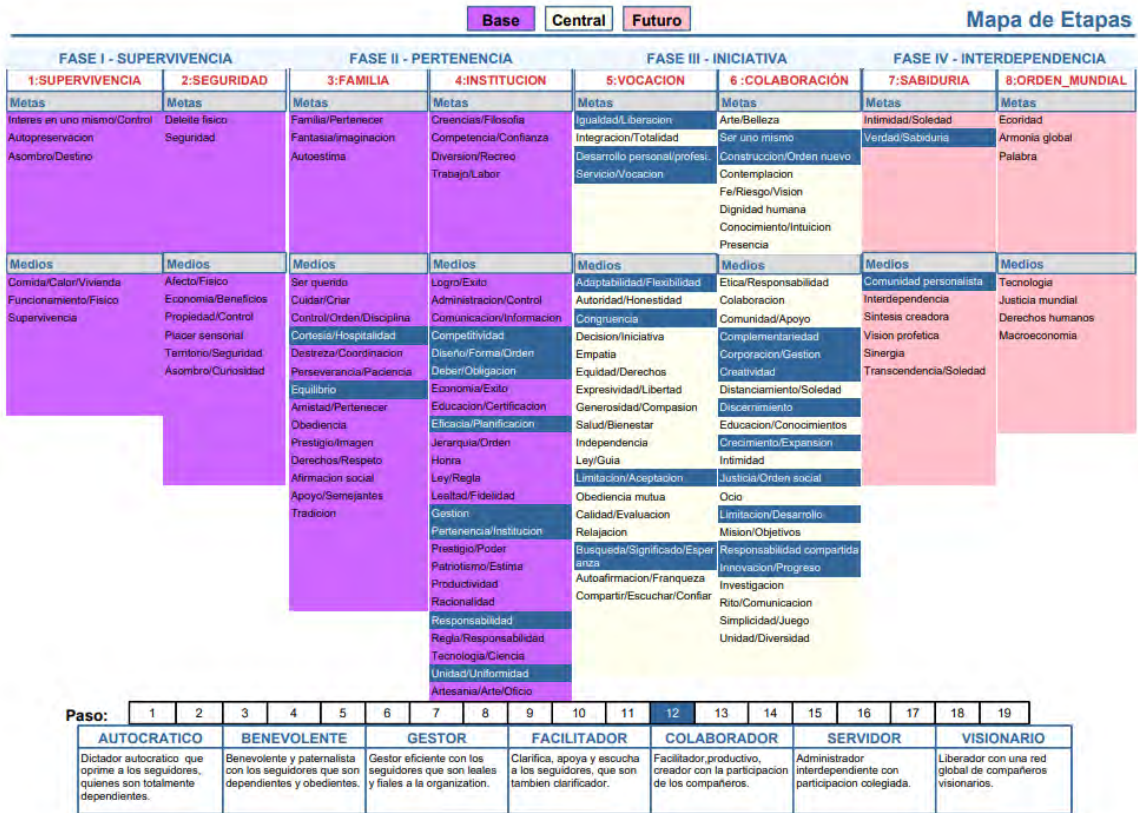 Base Central Futuro
Mapa de Etapas
FASE I - SUPERVIVENCIA
FASE II - PERTENENCIA
FASE III - INICIATIVA
FASE IV - INTERDEPENDENCIA
1:SUPERVIVENCIA
Metas
Interes en uno mismo/Control
Autopreservacion
Asombro/Destino
Medios
Comida/Calor/Vivienda
Funcionamiento/Fisico
Supervivencia
2:SEGURIDAD
Metas
Deleite fisico
Seguridad
Medios
Afecto/Fisico
Economia/Beneficios
Propiedad/Control
Placer sensorial
Territorio/Seguridad
Asombro/Curiosidad
3:FAMILIA
Metas
Familia/Pertenecer
Fantasia/imaginacion
Autoestima
Medios
Ser querido
Cuidar/Criar
Control/Orden/Disciplina
Cortesia/Hospitalidad
Destreza/Coordinacion
Perseverancia/Paciencia
Equilibrio
Amistad/Pertenecer
Obediencia
Prestigio/Imagen
Derechos/Respeto
Afirmacion social
Apoyo/Semejantes
Tradicion
4:INSTITUCION
Metas
Creencias/Filosofia
Competencia/Confianza
Diversion/Recreo
Trabajo/Labor
Medios
Logro/Exito
Administracion/Control
Comunicacion/Informacion
Competitividad
Diseño/Forma/Orden
Deber/Obligacion
Economia/Exito
Educacion/Certificacion
Eficacia/Planificacion
Jerarquia/Orden
Honra
Ley/Regla
Lealtad/Fidelidad
Gestion
Pertenencia/Institucion
Prestigio/Poder
Patriotismo/Estima
Productividad
Racionalidad
Responsabilidad
Regla/Responsabilidad
Tecnologia/Ciencia
Unidad/Uniformidad
Artesania/Arte/Oficio
5:VOCACION
Metas
Igualdad/Liberacion
Integracion/Totalidad
Desarrollo personal/profesi.
Servicio/Vocacion
Medios
Adaptabilidad/Flexibilidad
Autoridad/Honestidad
Congruencia
Decision/Iniciativa
Empatia
Equidad/Derechos
Expresividad/Libertad
Generosidad/Compasion
Salud/Bienestar
Independencia
Ley/Guia
Limitacion/Aceptacion
Obediencia mutua
Calidad/Evaluacion
Relajacion
Busqueda/Significado/Esper
anza
Autoafirmacion/Franqueza
Compartir/Escuchar/Confiar
6 :COLABORACIÓN
Metas
Arte/Belleza
Ser uno mismo
Construccion/Orden nuevo
Contemplacion
Fe/Riesgo/Vision
Dignidad humana
Conocimiento/Intuicion
Presencia
Medios
Etica/Responsabilidad
Colaboracion
Comunidad/Apoyo
Complementariedad
Corporacion/Gestion
Creatividad
Distanciamiento/Soledad
Discernimiento
Educacion/Conocimientos
Crecimiento/Expansion
Intimidad
Justicia/Orden social
Ocio
Limitacion/Desarrollo
Mision/Objetivos
Responsabilidad compartida
Innovacion/Progreso
Investigacion
Rito/Comunicacion
Simplicidad/Juego
Unidad/Diversidad
7:SABIDURIA
Metas
Intimidad/Soledad
Verdad/Sabiduria
Medios
Comunidad personalista
Interdependencia
Sintesis creadora
Vision profetica
Sinergia
Transcendencia/Soledad
8:ORDEN_MUNDIAL
Metas
Ecoridad
Armonia global
Palabra
Medios
Tecnologia
Justicia mundial
Derechos humanos
Macroeconomia
Paso: 1 2 3 4 5 6 7 8 9 10 11 12 13 14 15 16 17 18 19
AUTOCRATICO
Dictador autocratico que
oprime a los seguidores,
quienes son totalmente
dependientes.
BENEVOLENTE
Benevolente y paternalista
con los seguidores que son
dependientes y obedientes.
GESTOR
Gestor eficiente con los
seguidores que son leales
y fiales a la organization.
FACILITADOR
Clarifica, apoya y escucha
a los seguidores, que son
tambien clarificador.
COLABORADOR
Facilitador,productivo,
creador con la participacion
de los compañeros.
SERVIDOR
Administrador
interdependiente con
participacion colegiada.
VISIONARIO
Liberador con una red
global de compañeros
visionarios.